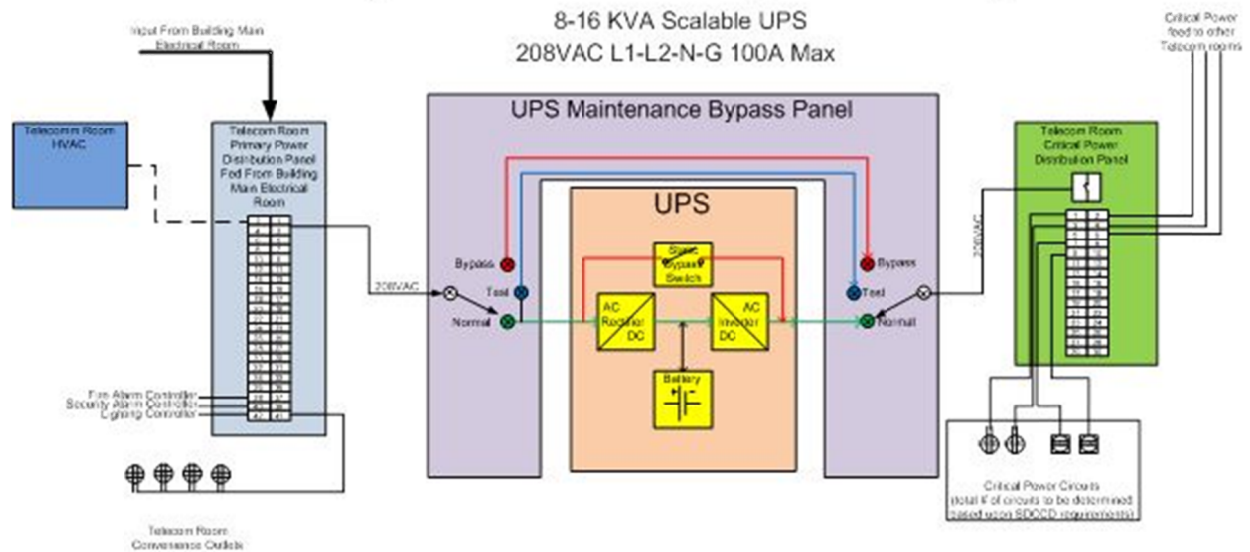 8-16 KVA Scalable UPS
208VAC L1-L2-N-G 100A Max
Input From Building Main
Electrical Room
Critical Power
feed to other
Telecom rooms
Telecomm Room
HVAC
Telecom Room
Primary Power
Distribution Panel
Fed From Building
Main Electrical
Room
UPS Maintenance Bypass Panel
Telecom Room
Critical Power
Distribution Panel
UPS
Static
Bypass
Switch
Bypass
Test
Normal
208VAC
AC
Rectifier
DC
AC
Inverter
DC
Battery
Bypass
Test
Normal
208VAC
Fire Alarm Controller
Security Alarm Controller
Lighting Controller
Telecom Room
Convenience Outlets
Critical Power Circuits
(total # of circuits to be determined
based upon SDCCD requirements)